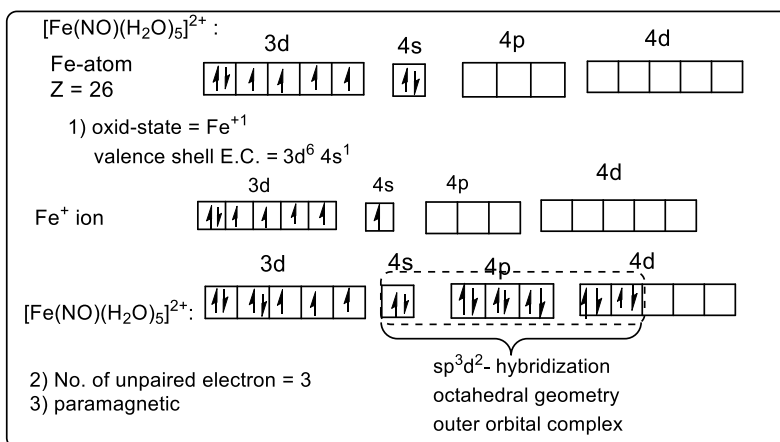 [Fe(NO)(H₂O)₅]²⁺ :
3d 4s 4p 4d
Fe-atom
Z = 26
1) oxid-state = Fe⁺¹
valence shell E.C. = 3d⁶ 4s¹
3d 4s 4p 4d
Fe⁺ ion
3d 4s 4p 4d
[Fe(NO)(H₂O)₅]²⁺:
sp³d²- hybridization
octahedral geometry
outer orbital complex
2) No. of unpaired electron = 3
3) paramagnetic